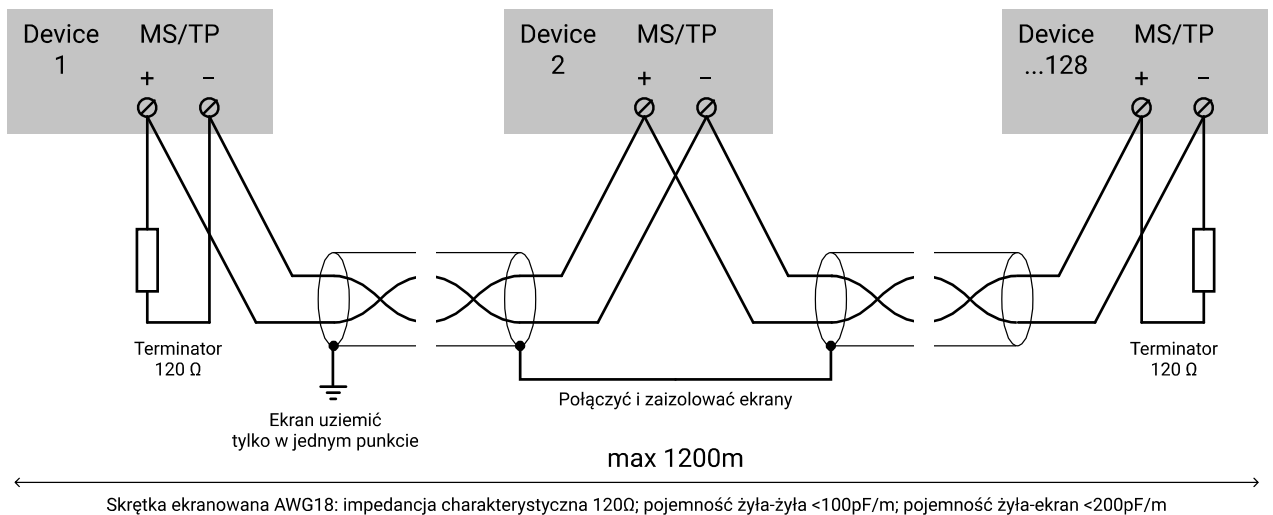 Device 1 MS/TP
+ −
Device 2 MS/TP
+ −
Device ...128 MS/TP
+ −
Terminator
120 Ω
Ekran uziemić
tylko w jednym punkcie
Połączyć i zaizolować ekrany
Terminator
120 Ω
max 1200m
Skrętka ekranowana AWG18: impedancja charakterystyczna 120Ω; pojemność żyła-żyła <100pF/m; pojemność żyła-ekran <200pF/m